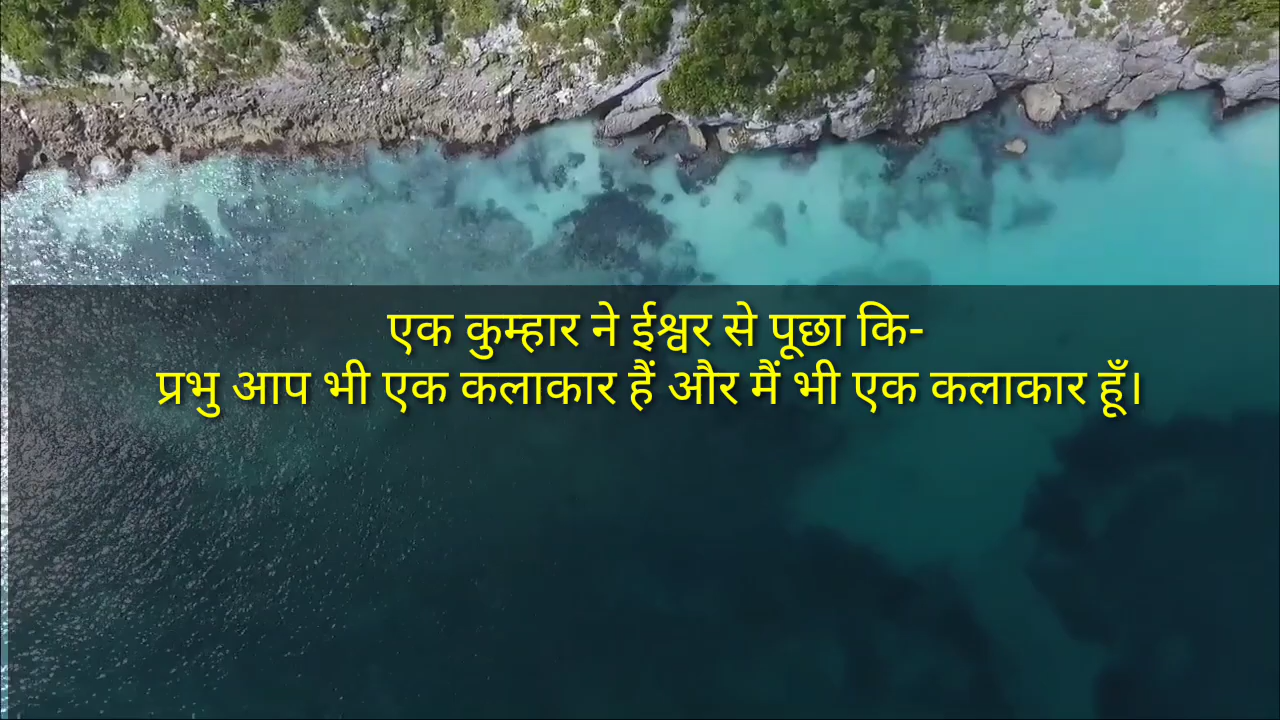 एक कुम्हार ने ईश्वर से पूछा कि-
प्रभु आप भी एक कलाकार हैं और मैं भी एक कलाकार हूँ।